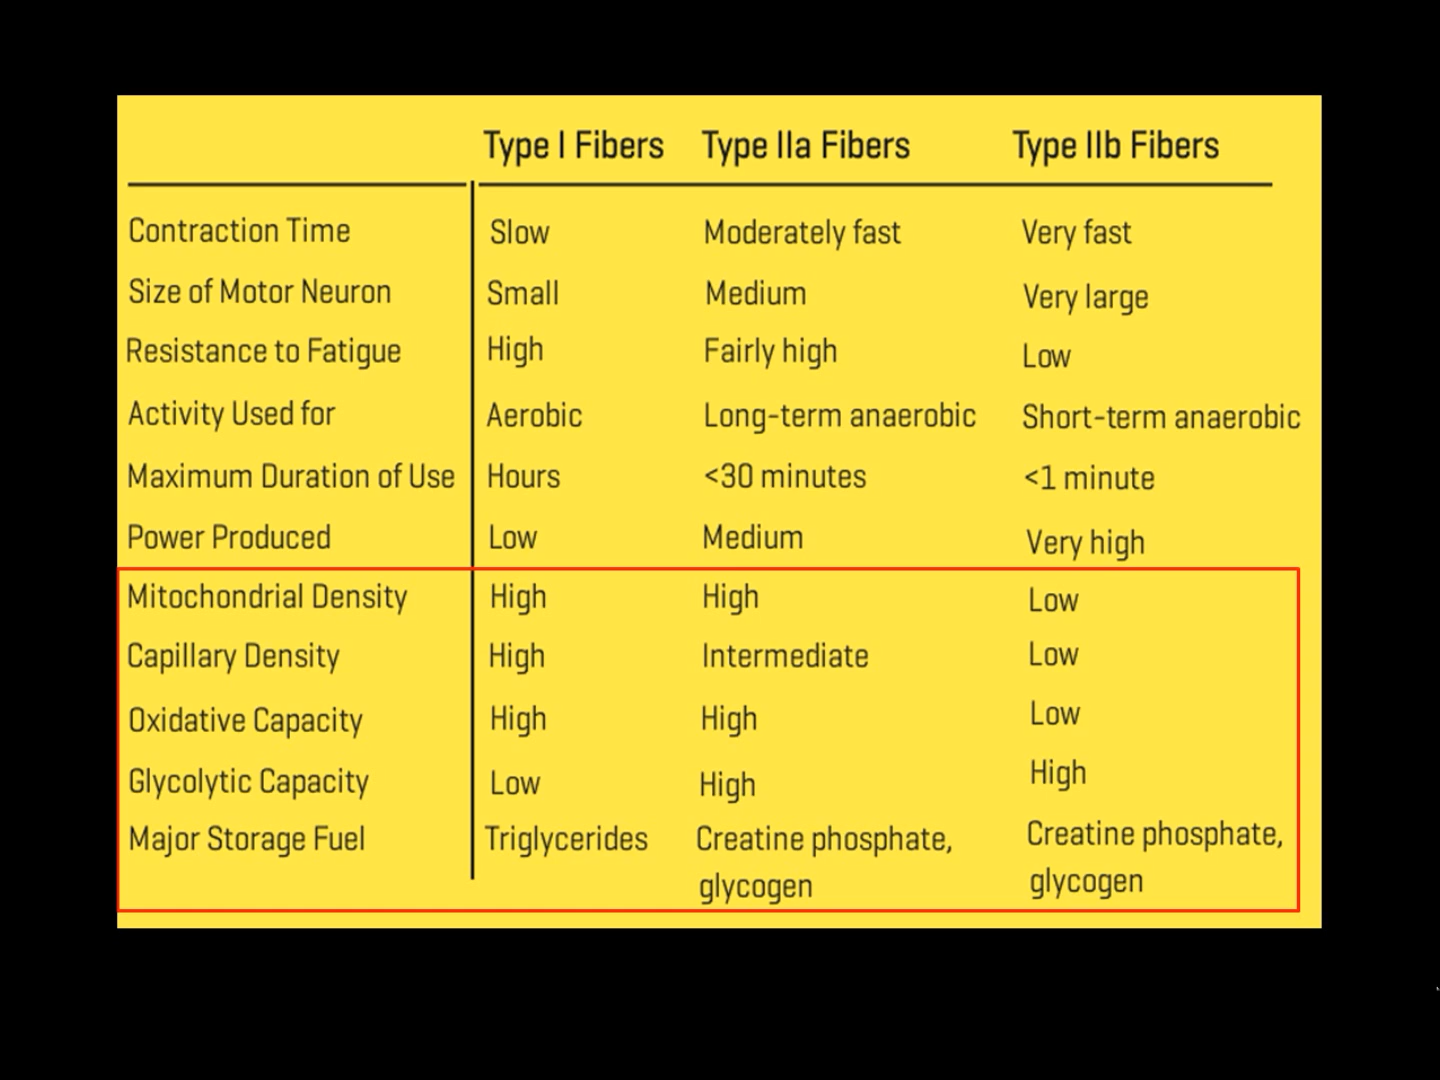 Type I Fibers Type IIa Fibers Type IIb Fibers
Contraction Time Slow Moderately fast Very fast
Size of Motor Neuron Small Medium Very large
Resistance to Fatigue High Fairly high Low
Activity Used for Aerobic Long-term anaerobic Short-term anaerobic
Maximum Duration of Use Hours <30 minutes <1 minute
Power Produced Low Medium Very high
Mitochondrial Density High High Low
Capillary Density High Intermediate Low
Oxidative Capacity High High Low
Glycolytic Capacity Low High High
Major Storage Fuel Triglycerides Creatine phosphate, Creatine phosphate,
glycogen glycogen